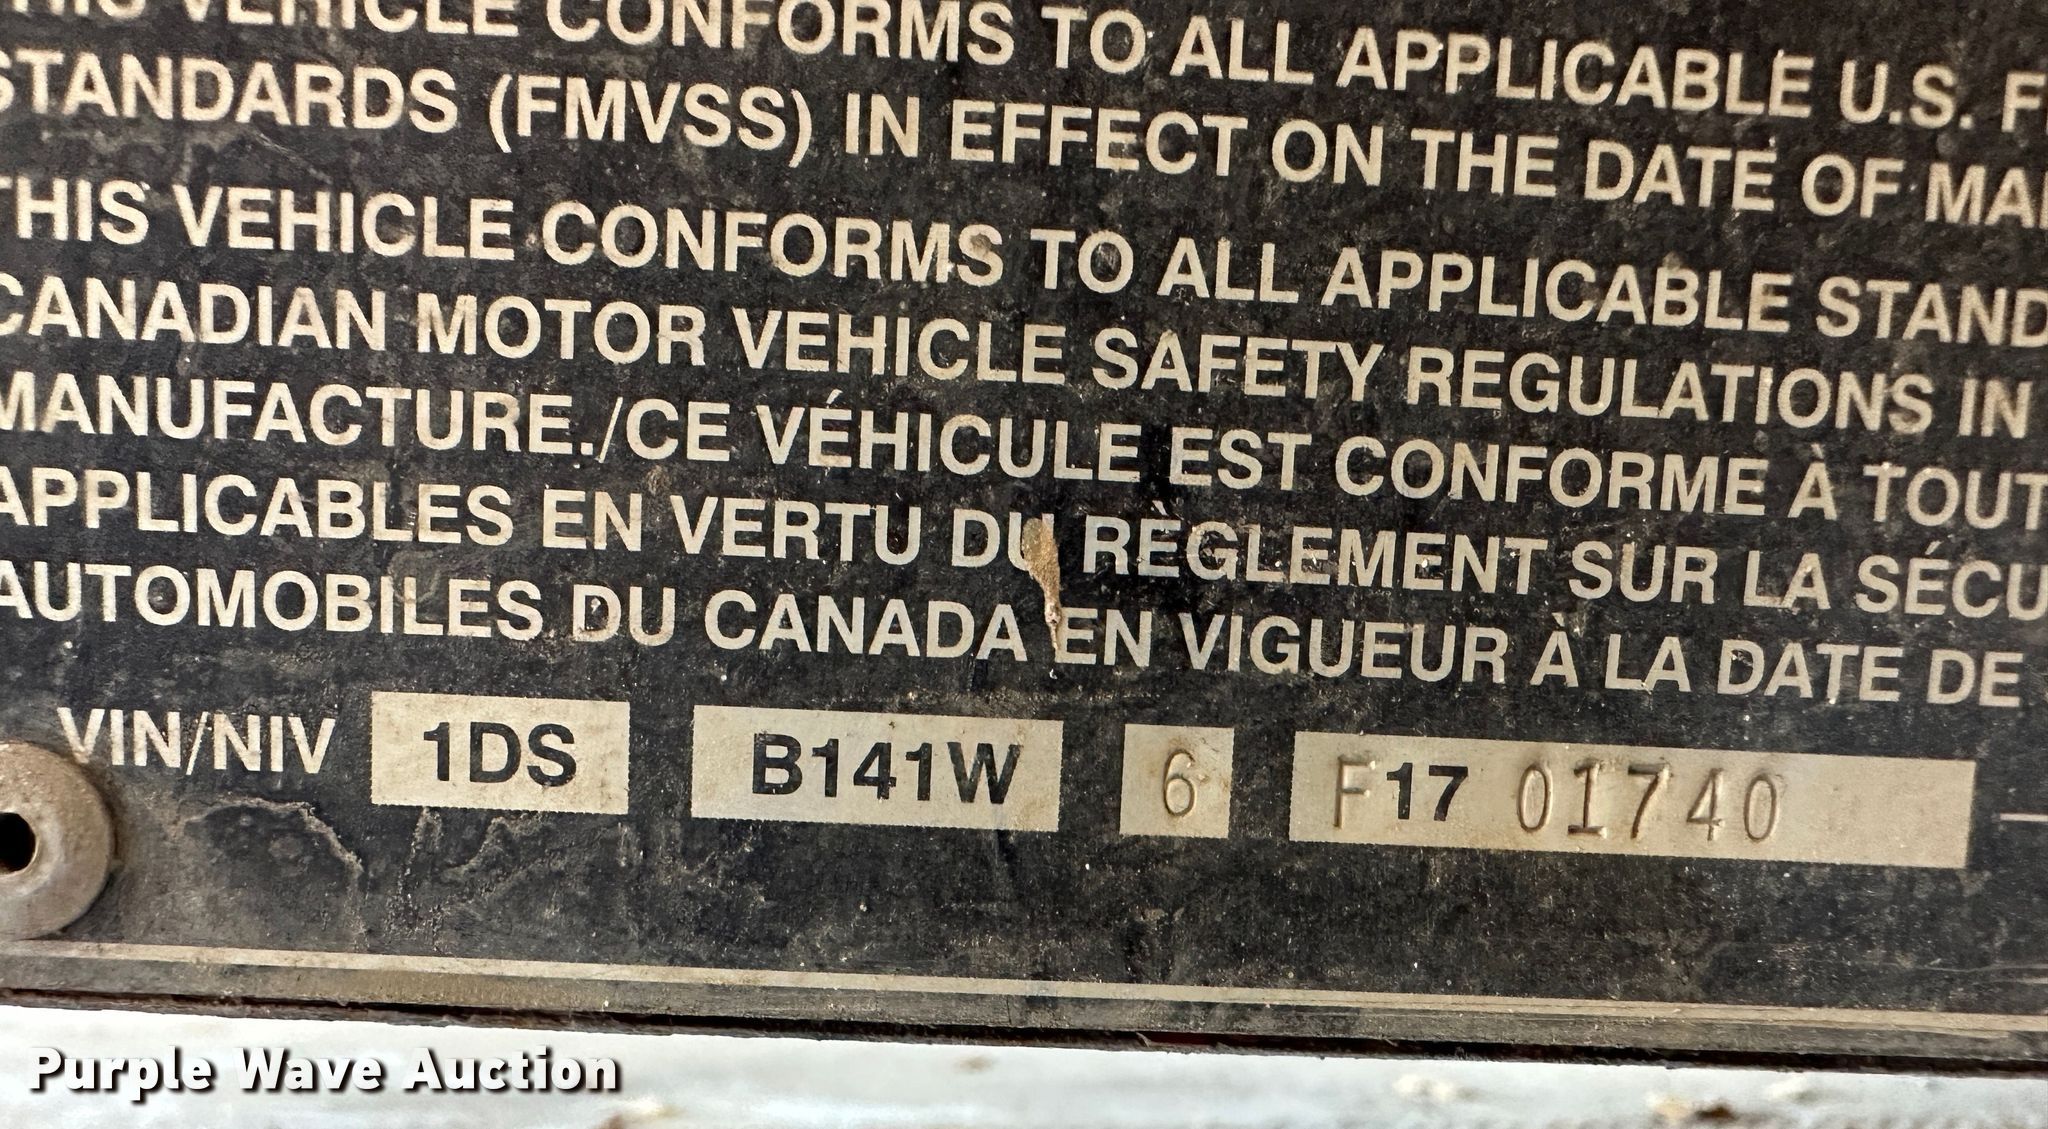 THIS VEHICLE CONFORMS TO ALL APPLICABLE U.S. F
STANDARDS (FMVSS) IN EFFECT ON THE DATE OF MA
THIS VEHICLE CONFORMS TO ALL APPLICABLE STAND
CANADIAN MOTOR VEHICLE SAFETY REGULATIONS IN
MANUFACTURE./CE VÉHICULE EST CONFORME À TOUT
APPLICABLES EN VERTU DU RÈGLEMENT SUR LA SÉCU
AUTOMOBILES DU CANADA EN VIGUEUR À LA DATE DE
VIN/NIV 1DS B141W 6 F17 01740
Purple Wave Auction